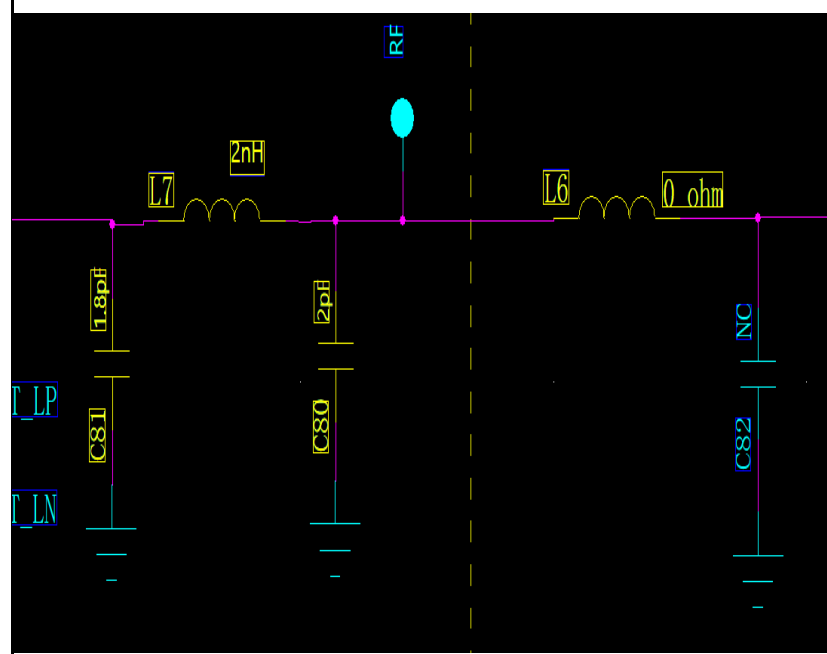 RF
2nH
L7
L6
0 ohm
1.8pF
2pF
NC
T_LP
C81
C80
C82
T_LN